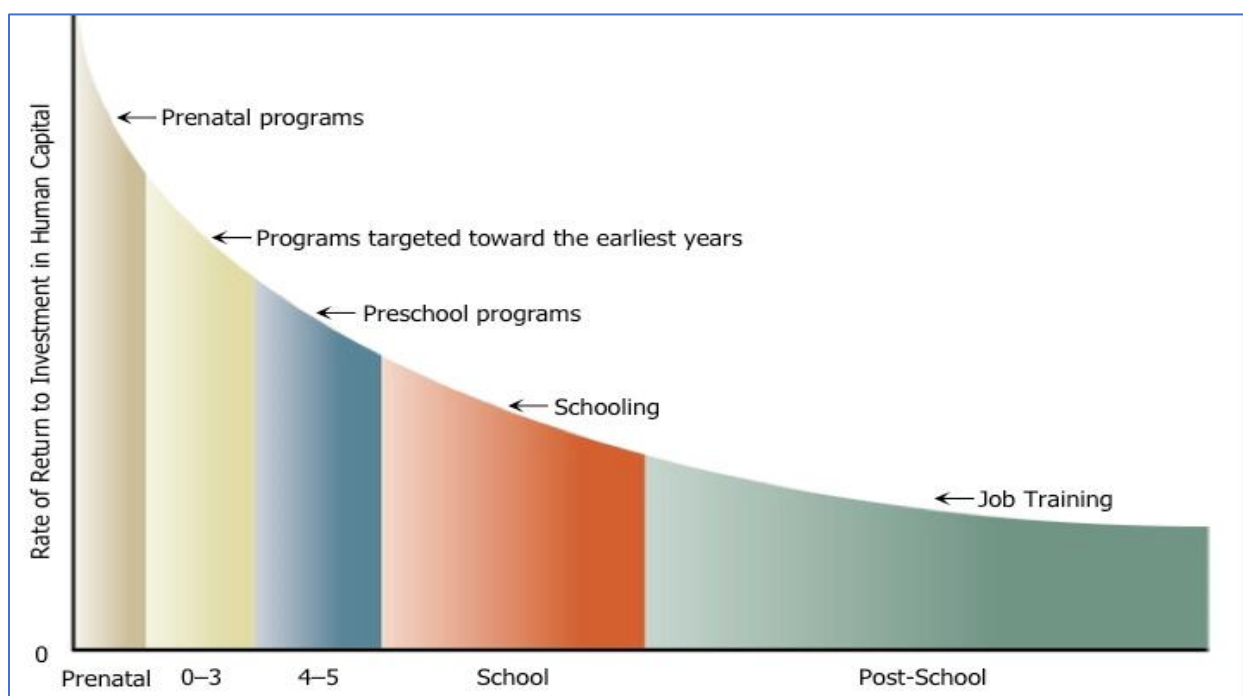 Rate of Return to Investment in Human Capital
Prenatal programs
Programs targeted toward the earliest years
Preschool programs
Schooling
Job Training
0
Prenatal
0–3
4–5
School
Post-School